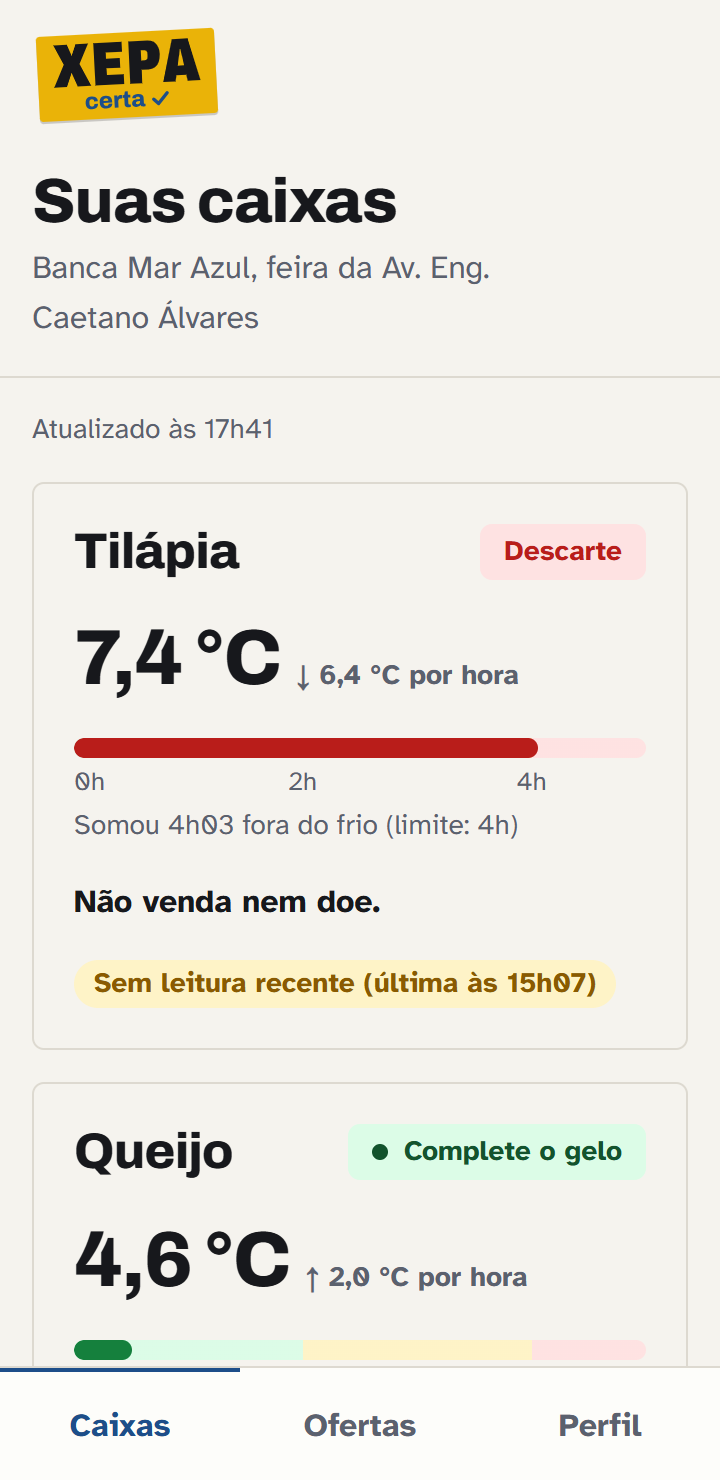 XEPA
certa
Suas caixas
Banca Mar Azul, feira da Av. Eng.
Caetano Álvares
Atualizado às 17h41
Tilápia
Descarte
7,4 °C ↓ 6,4 °C por hora
0h 2h 4h
Somou 4h03 fora do frio (limite: 4h)
Não venda nem doe.
Sem leitura recente (última às 15h07)
Queijo
Complete o gelo
4,6 °C ↑ 2,0 °C por hora
Caixas Ofertas Perfil